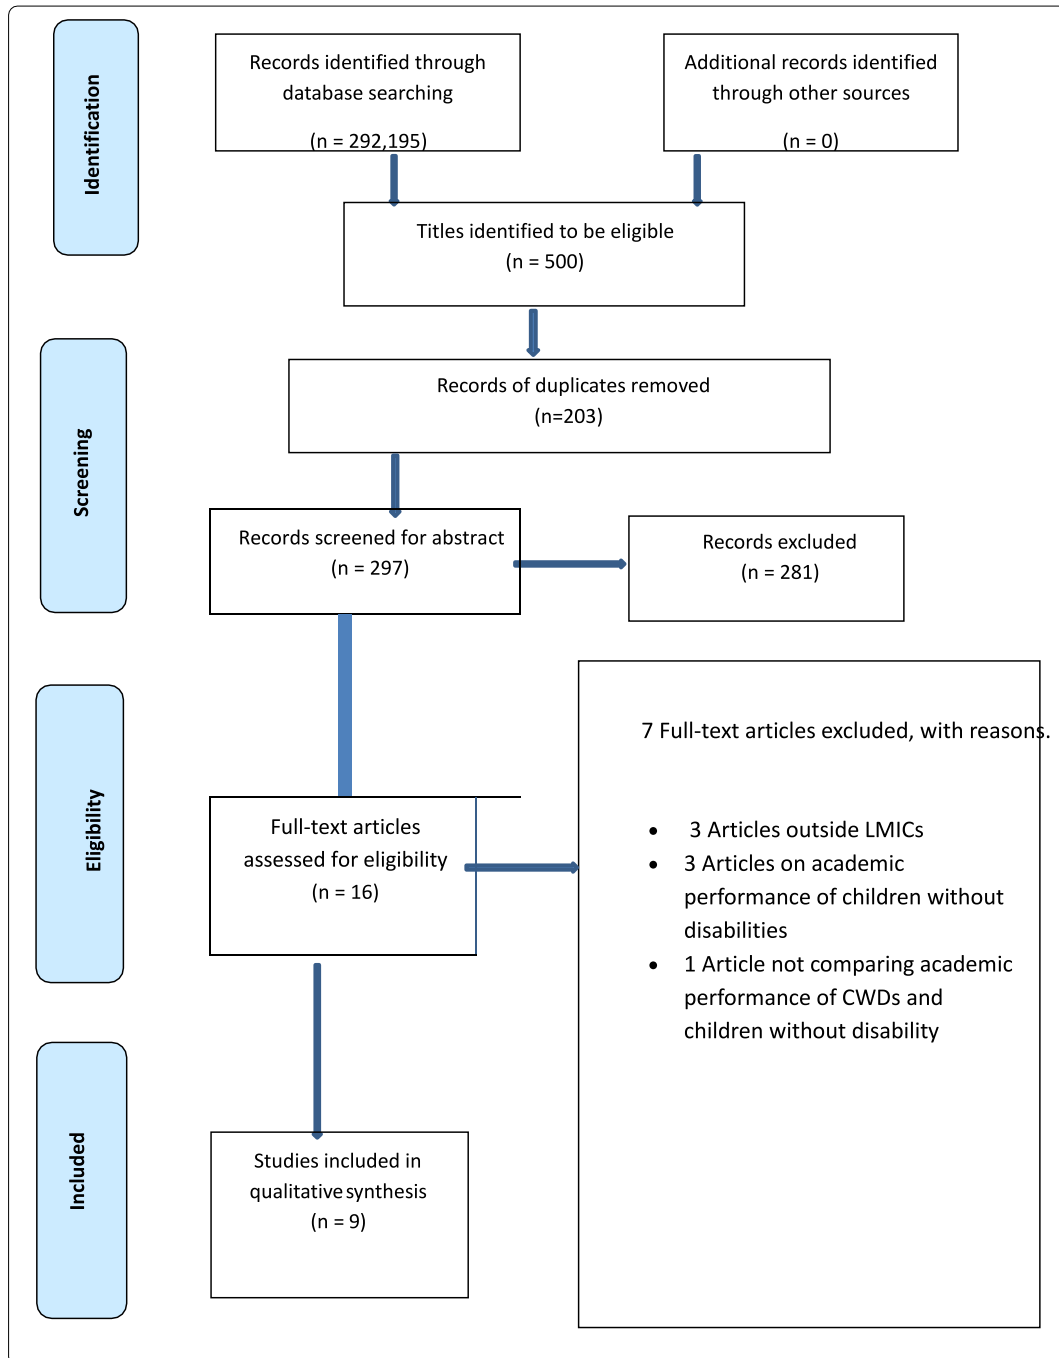 Identification
Records identified through
database searching
(n = 292,195)
Additional records identified
through other sources
(n = 0)
Titles identified to be eligible
(n = 500)
Screening
Records of duplicates removed
(n=203)
Records screened for abstract
(n = 297)
Records excluded
(n = 281)
Eligibility
Full-text articles
assessed for eligibility
(n = 16)
7 Full-text articles excluded, with reasons.
• 3 Articles outside LMICs
• 3 Articles on academic
performance of children without
disabilities
• 1 Article not comparing academic
performance of CWDs and
children without disability
Included
Studies included in
qualitative synthesis
(n = 9)